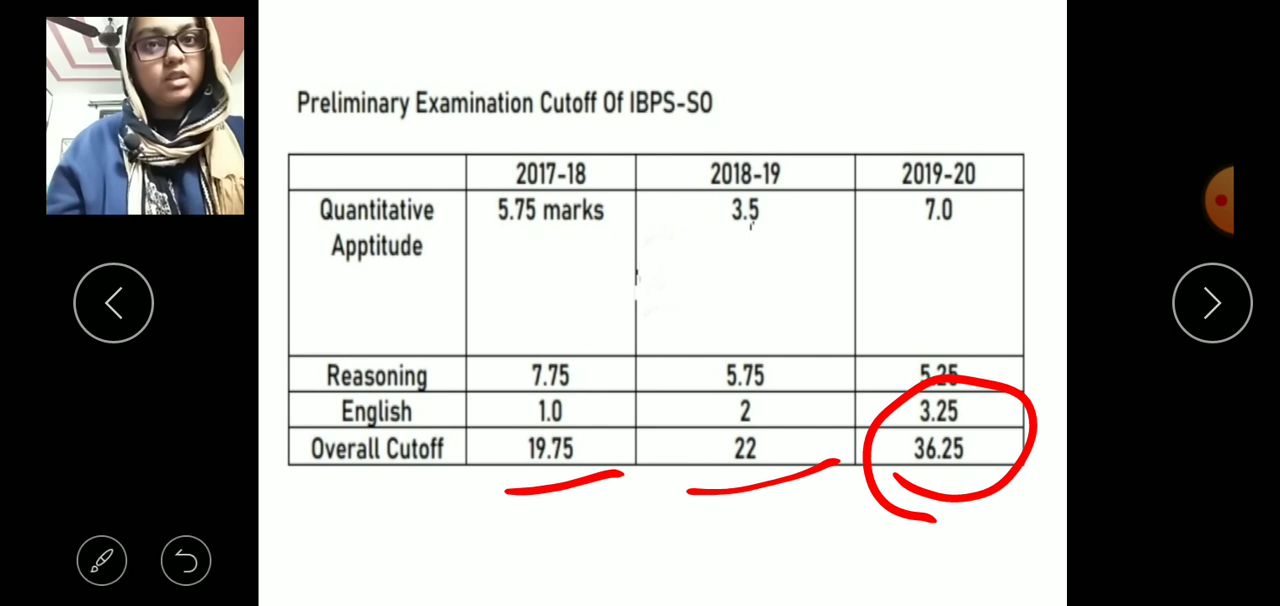 Preliminary Examination Cutoff Of IBPS-SO
2017-18 2018-19 2019-20
Quantitative 5.75 marks 3.5 7.0
Apptitude
Reasoning 7.75 5.75 5.25
English 1.0 2 3.25
Overall Cutoff 19.75 22 36.25